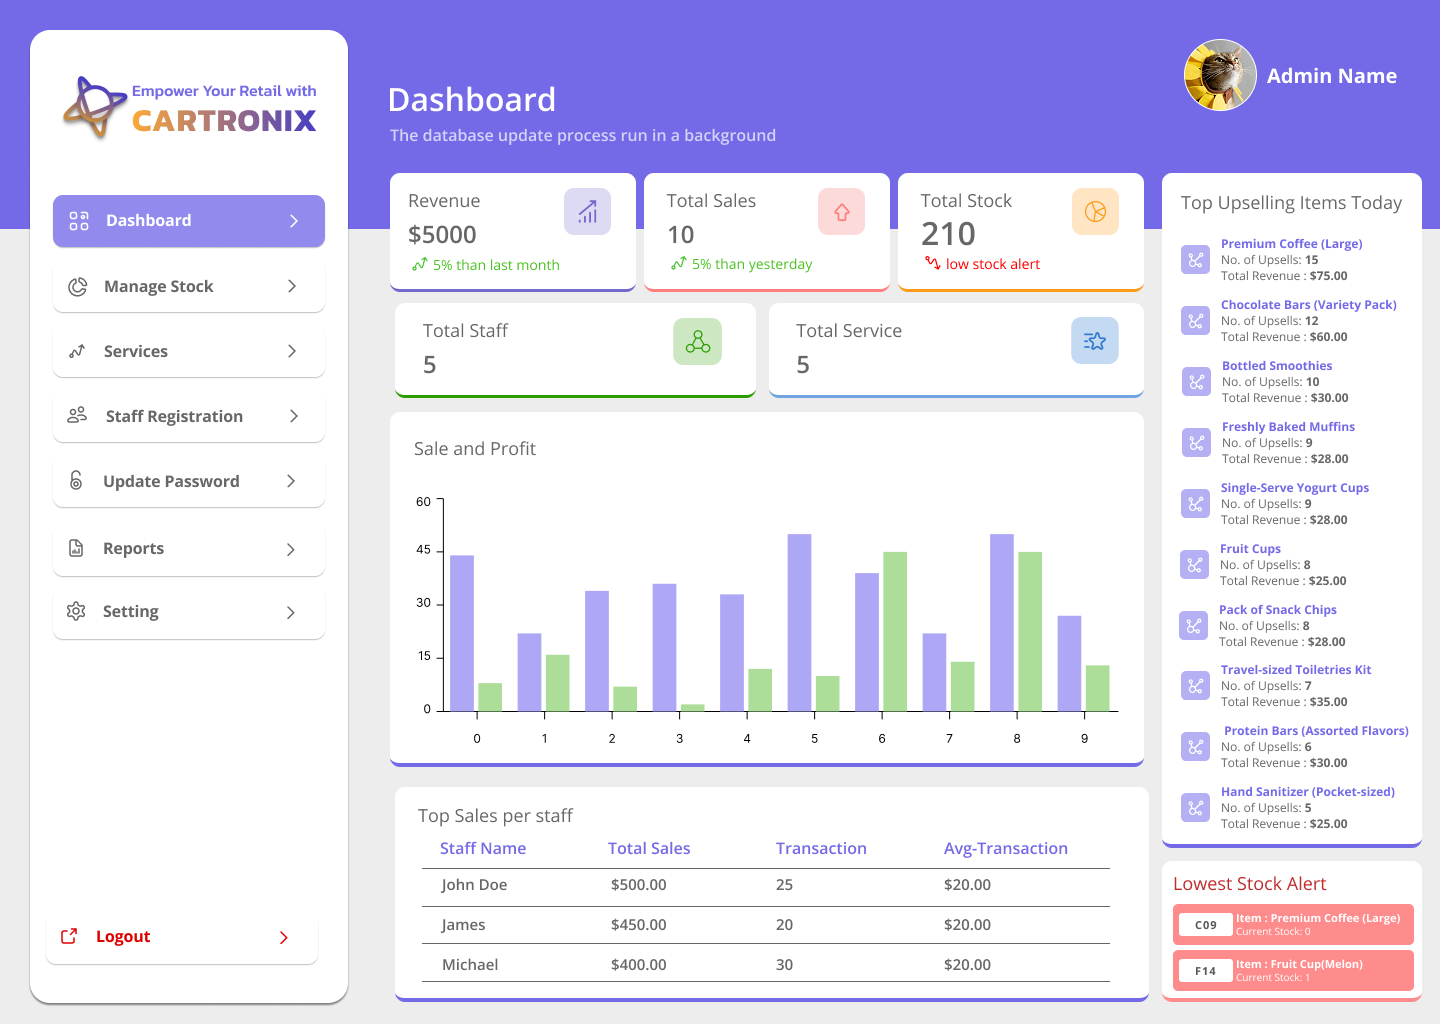 Empower Your Retail with
CARTRONIX
Dashboard
Manage Stock
Services
Staff Registration
Update Password
Reports
Setting
Logout
Dashboard
The database update process run in a background
Admin Name
Revenue
$5000
5% than last month
Total Sales
10
5% than yesterday
Total Stock
210
low stock alert
Total Staff
5
Total Service
5
Sale and Profit
60
45
30
15
0
0 1 2 3 4 5 6 7 8 9
Top Sales per staff
Staff Name Total Sales Transaction Avg-Transaction
John Doe $500.00 25 $20.00
James $450.00 20 $20.00
Michael $400.00 30 $20.00
Top Upselling Items Today
Premium Coffee (Large)
No. of Upsells: 15
Total Revenue : $75.00
Chocolate Bars (Variety Pack)
No. of Upsells: 12
Total Revenue : $60.00
Bottled Smoothies
No. of Upsells: 10
Total Revenue : $30.00
Freshly Baked Muffins
No. of Upsells: 9
Total Revenue : $28.00
Single-Serve Yogurt Cups
No. of Upsells: 9
Total Revenue : $28.00
Fruit Cups
No. of Upsells: 8
Total Revenue : $25.00
Pack of Snack Chips
No. of Upsells: 8
Total Revenue : $28.00
Travel-sized Toiletries Kit
No. of Upsells: 7
Total Revenue : $35.00
Protein Bars (Assorted Flavors)
No. of Upsells: 6
Total Revenue : $30.00
Hand Sanitizer (Pocket-sized)
No. of Upsells: 5
Total Revenue : $25.00
Lowest Stock Alert
C09
Item : Premium Coffee (Large)
Current Stock: 0
F14
Item : Fruit Cup(Melon)
Current Stock: 1